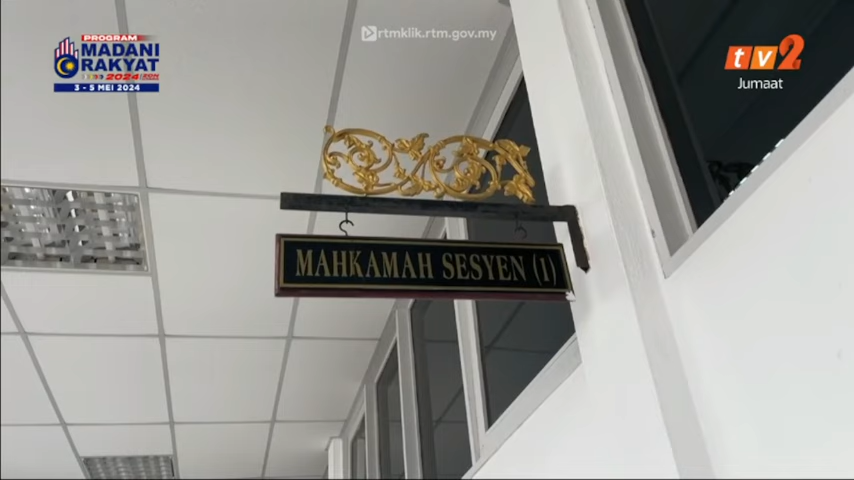 PROGRAM
MADANI
RAKYAT
2024
3 - 5 MEI 2024
rtmklik.rtm.gov.my
tv2
Jumaat
MAHKAMAH SESYEN (1)